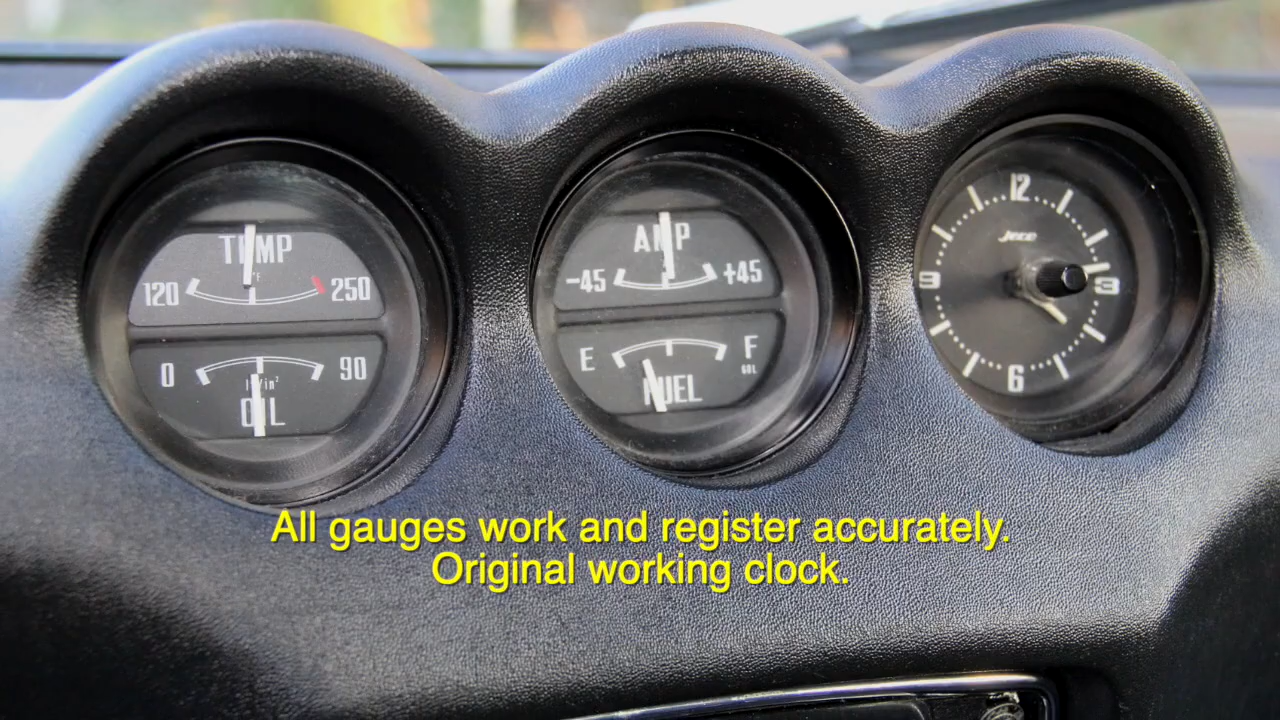 TEMP
°F
120
250
0
90
lb/in²
OIL
AMP
-45
+45
E
F
FUEL
12
Jeco
9
3
6
All gauges work and register accurately.
Original working clock.